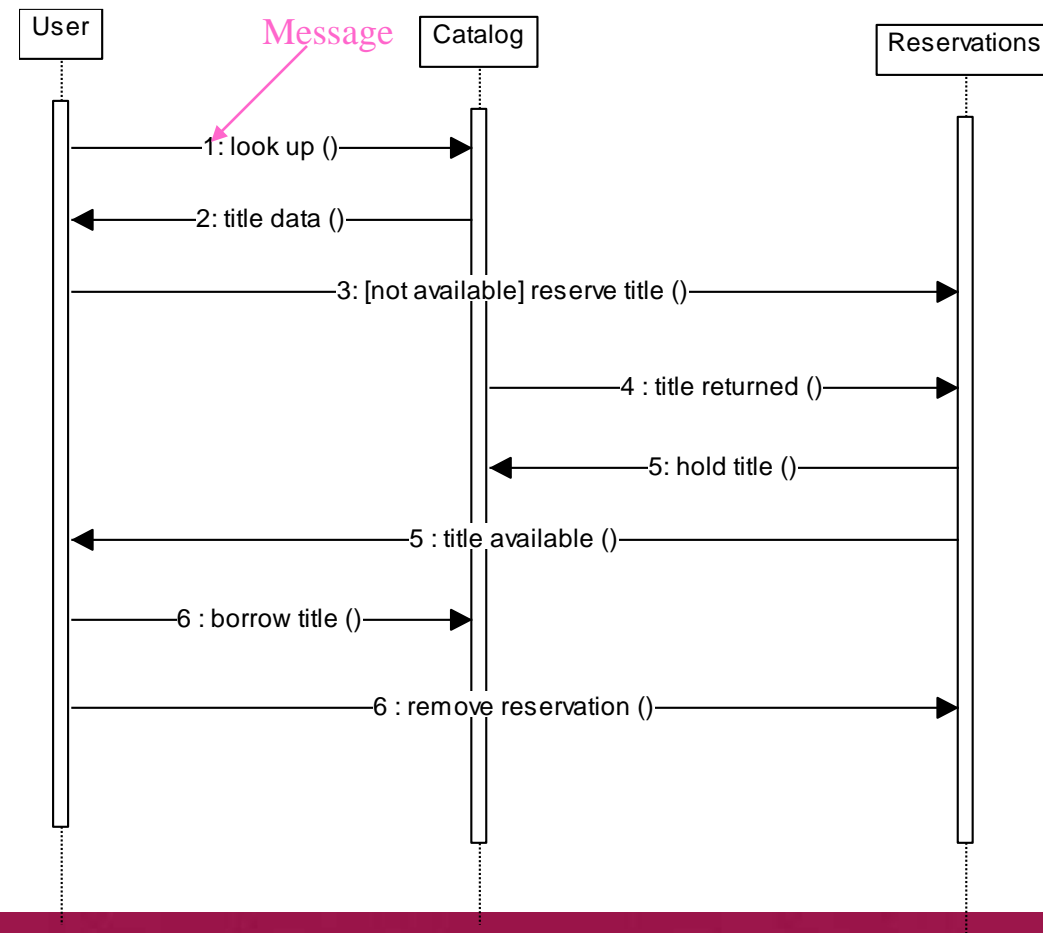 User
Message
Catalog
Reservations
1: look up ()
2: title data ()
3: [not available] reserve title ()
4 : title returned ()
5: hold title ()
5 : title available ()
6 : borrow title ()
6 : remove reservation ()